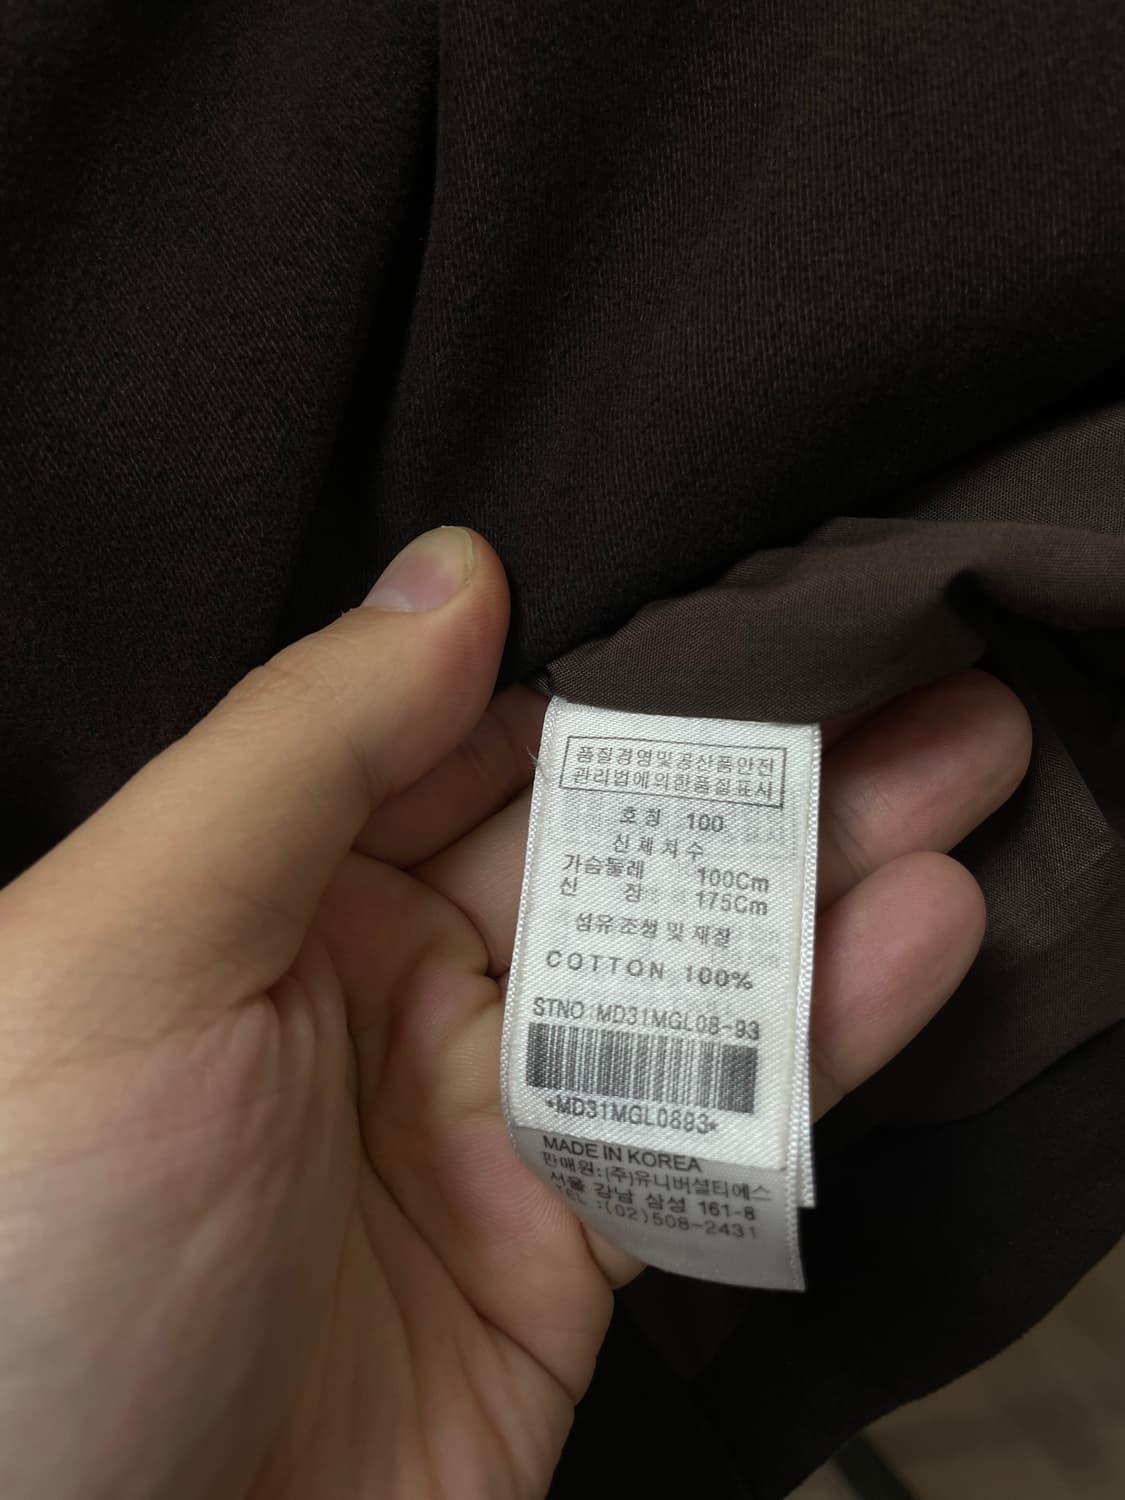 품질경영및공산품안전
관리법에의한품질표시
호칭 100
신체치수
가슴둘레 100Cm
신 장 175Cm
섬유조성 및 재질
COTTON 100%
STNO:MD31MGL08-93
*MD31MGL0893*
MADE IN KOREA
판매원:(주)유니버셜티에스
서울 강남 삼성 161-8
TEL :(02)508-2431